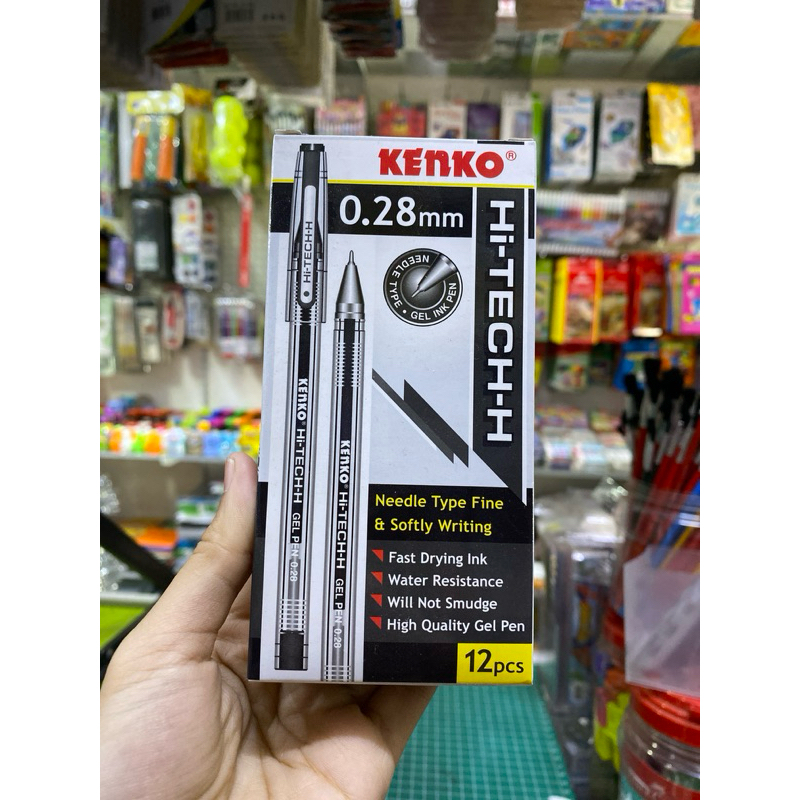 KENKO®
0.28mm
Hi-TECH-H
NEEDLE TYPE • GEL INK PEN
Hi-TECH-H
KENKO Hi-TECH-H GEL PEN 0.28
KENKO Hi-TECH-H GEL PEN 0.28
Needle Type Fine
& Softly Writing
Fast Drying Ink
Water Resistance
Will Not Smudge
High Quality Gel Pen
12pcs